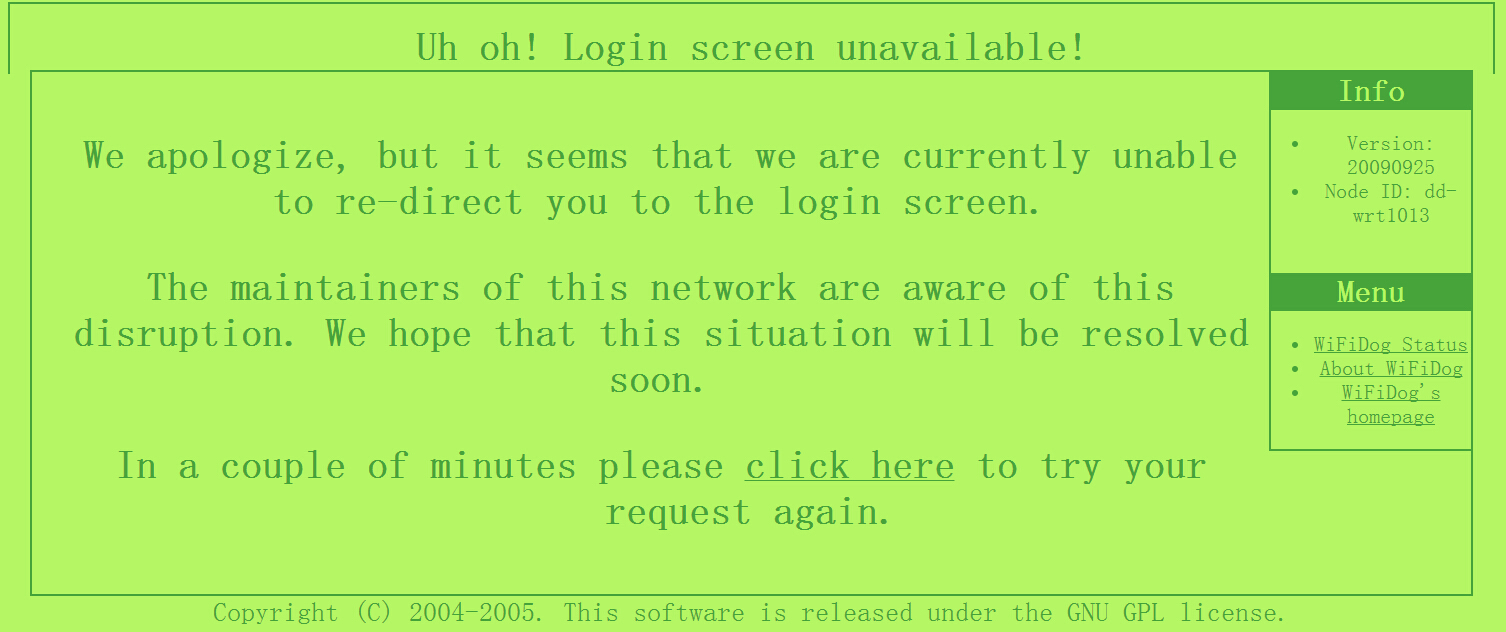 Uh oh! Login screen unavailable!
We apologize, but it seems that we are currently unable
to re-direct you to the login screen.
The maintainers of this network are aware of this
disruption. We hope that this situation will be resolved
soon.
In a couple of minutes please click here to try your
request again.
Info
• Version:
20090925
• Node ID: dd-
wrt1013
Menu
• WiFiDog Status
• About WiFiDog
• WiFiDog's
homepage
Copyright (C) 2004-2005. This software is released under the GNU GPL license.